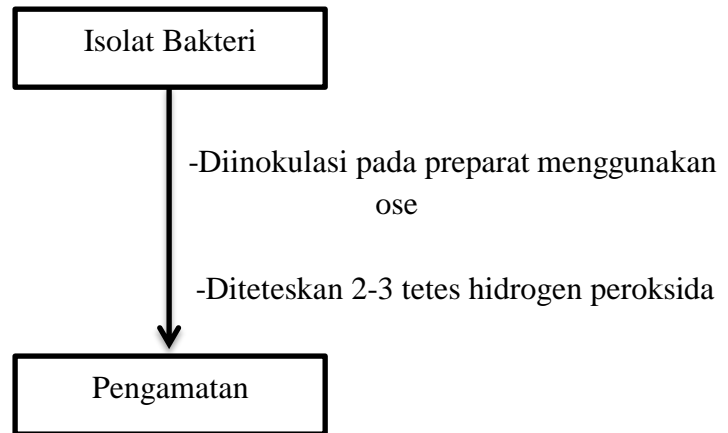 Isolat Bakteri
-Diinokulasi pada preparat menggunakan
ose
-Diteteskan 2-3 tetes hidrogen peroksida
Pengamatan